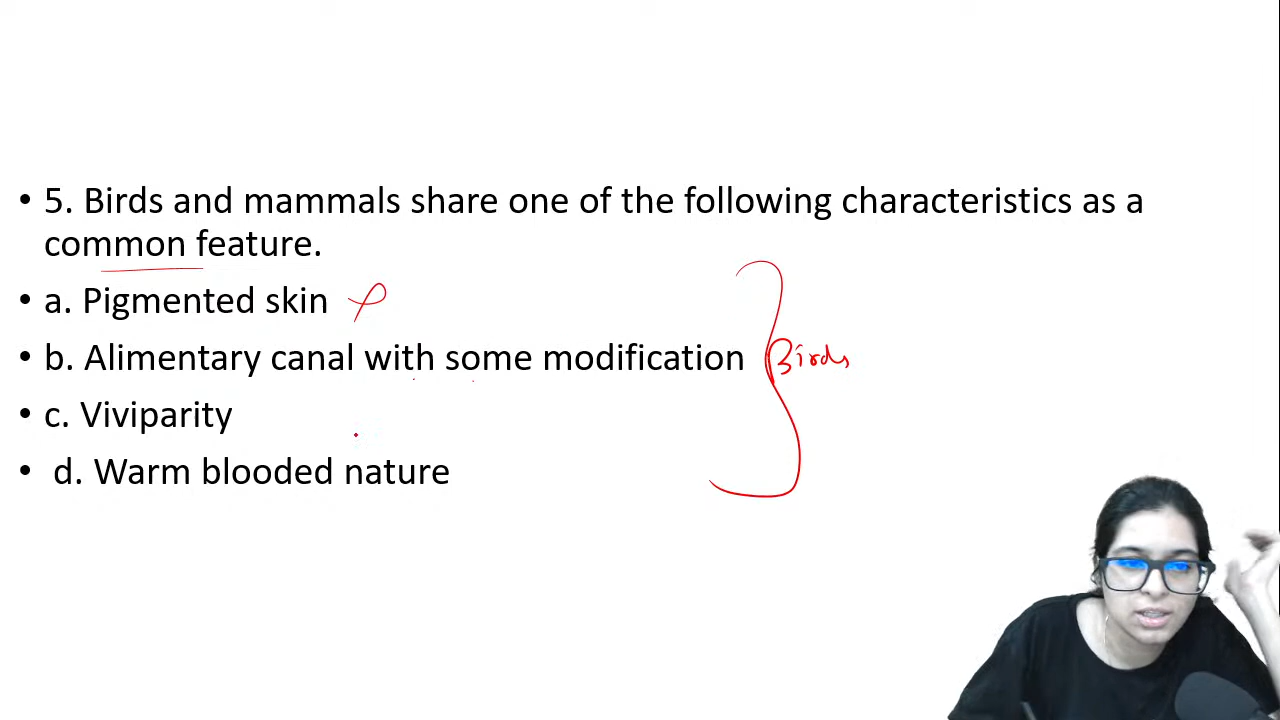 • 5. Birds and mammals share one of the following characteristics as a
common feature.
• a. Pigmented skin
• b. Alimentary canal with some modification
Birds
• c. Viviparity
• d. Warm blooded nature